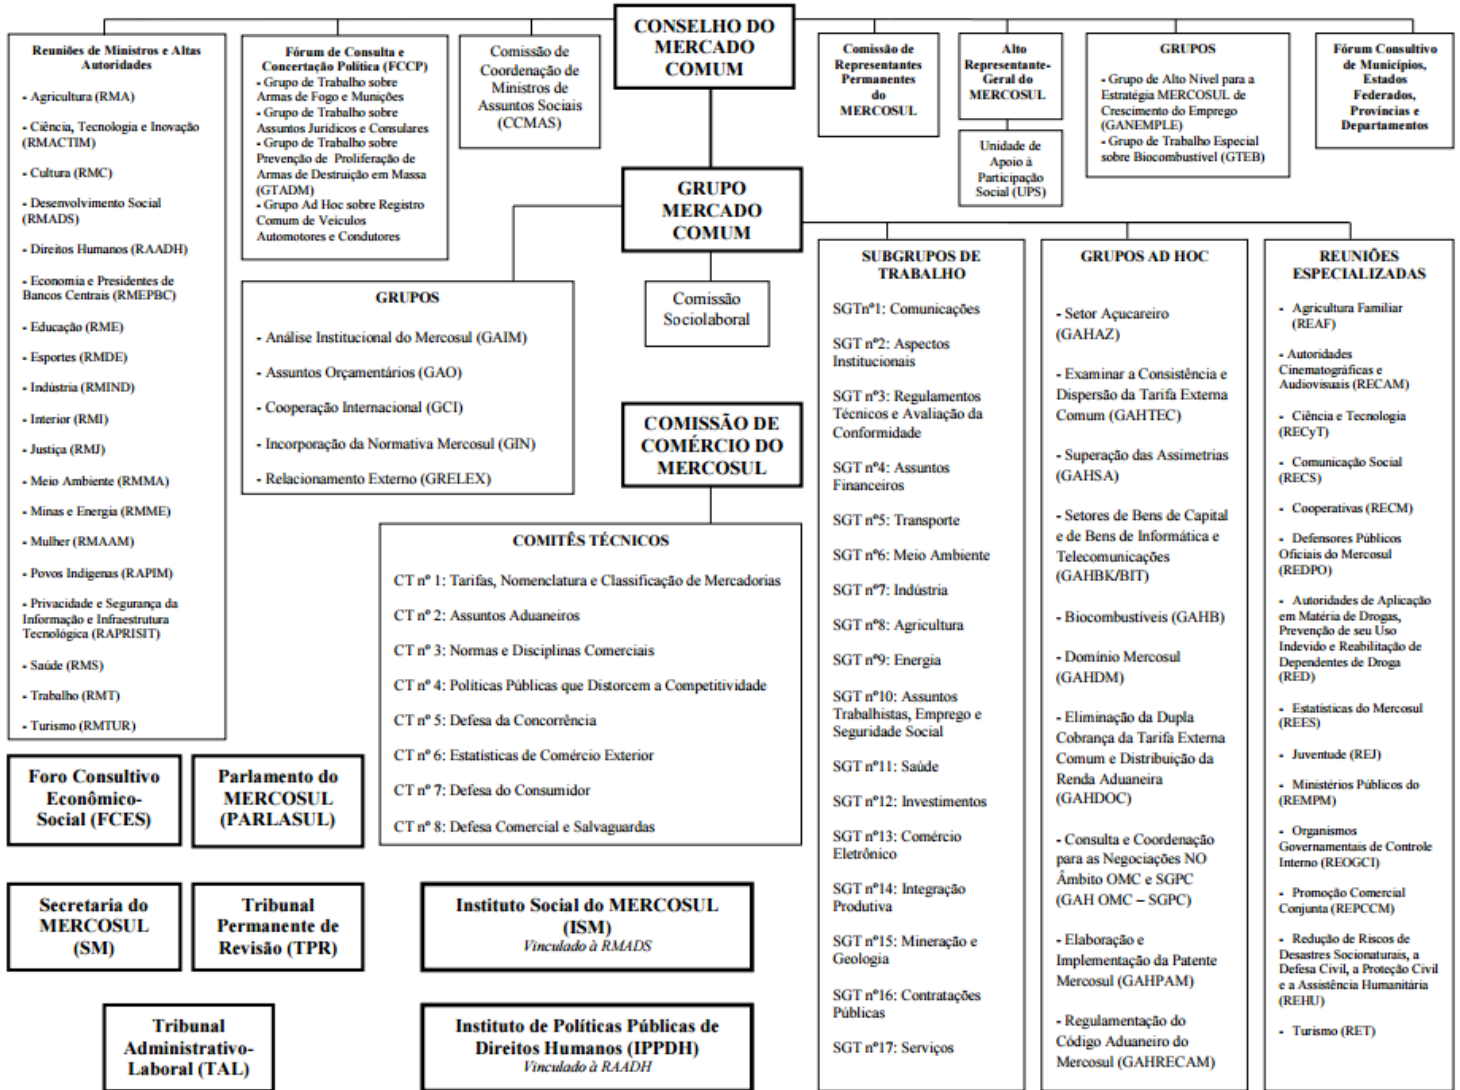 CONSELHO DO
MERCADO
COMUM
Reuniões de Ministros e Altas
Autoridades
- Agricultura (RMA)
- Ciência, Tecnologia e Inovação
(RMACTIM)
- Cultura (RMC)
- Desenvolvimento Social
(RMADS)
- Direitos Humanos (RAADH)
- Economia e Presidentes de
Bancos Centrais (RMEPBC)
- Educação (RME)
- Esportes (RMDE)
- Indústria (RMIND)
- Interior (RMI)
- Justiça (RMJ)
- Meio Ambiente (RMMA)
- Minas e Energia (RMME)
- Mulher (RMAAM)
- Povos Indígenas (RAPIM)
- Privacidade e Segurança da
Informação e Infraestrutura
Tecnológica (RAPRISIT)
- Saúde (RMS)
- Trabalho (RMT)
- Turismo (RMTUR)
Fórum de Consulta e
Concertação Política (FCCP)
- Grupo de Trabalho sobre
Armas de Fogo e Munições
- Grupo de Trabalho sobre
Assuntos Jurídicos e Consulares
- Grupo de Trabalho sobre
Prevenção de Proliferação de
Armas de Destruição em Massa
(GTADM)
- Grupo Ad Hoc sobre Registro
Comum de Veículos
Automotores e Condutores
Comissão de
Coordenação de
Ministros de
Assuntos Sociais
(CCMAS)
Comissão de
Representantes
Permanentes
do
MERCOSUL
Alto
Representante-
Geral do
MERCOSUL
Unidade de
Apoio à
Participação
Social (UPS)
GRUPOS
- Grupo de Alto Nível para a
Estratégia MERCOSUL de
Crescimento do Emprego
(GANEMPLE)
- Grupo de Trabalho Especial
sobre Biocombustível (GTEB)
Fórum Consultivo
de Municípios,
Estados
Federados,
Províncias e
Departamentos
GRUPO
MERCADO
COMUM
GRUPOS
- Análise Institucional do Mercosul (GAIM)
- Assuntos Orçamentários (GAO)
- Cooperação Internacional (GCI)
- Incorporação da Normativa Mercosul (GIN)
- Relacionamento Externo (GRELEX)
Comissão
Sociolaboral
COMISSÃO DE
COMÉRCIO DO
MERCOSUL
COMITÊS TÉCNICOS
CT nº 1: Tarifas, Nomenclatura e Classificação de Mercadorias
CT nº 2: Assuntos Aduaneiros
CT nº 3: Normas e Disciplinas Comerciais
CT nº 4: Políticas Públicas que Distorcem a Competitividade
CT nº 5: Defesa da Concorrência
CT nº 6: Estatísticas de Comércio Exterior
CT nº 7: Defesa do Consumidor
CT nº 8: Defesa Comercial e Salvaguardas
SUBGRUPOS DE
TRABALHO
SGTnº1: Comunicações
SGT nº2: Aspectos
Institucionais
SGT nº3: Regulamentos
Técnicos e Avaliação da
Conformidade
SGT nº4: Assuntos
Financeiros
SGT nº5: Transporte
SGT nº6: Meio Ambiente
SGT nº7: Indústria
SGT nº8: Agricultura
SGT nº9: Energia
SGT nº10: Assuntos
Trabalhistas, Emprego e
Seguridade Social
SGT nº11: Saúde
SGT nº12: Investimentos
SGT nº13: Comércio
Eletrônico
SGT nº14: Integração
Produtiva
SGT nº15: Mineração e
Geologia
SGT nº16: Contratações
Públicas
SGT nº17: Serviços
GRUPOS AD HOC
- Setor Açucareiro
(GAHAZ)
- Examinar a Consistência e
Dispersão da Tarifa Externa
Comum (GAHTEC)
- Superação das Assimetrias
(GAHSA)
- Setores de Bens de Capital
e de Bens de Informática e
Telecomunicações
(GAHBK/BIT)
- Biocombustíveis (GAHB)
- Domínio Mercosul
(GAHDM)
- Eliminação da Dupla
Cobrança da Tarifa Externa
Comum e Distribuição da
Renda Aduaneira
(GAHDOC)
- Consulta e Coordenação
para as Negociações NO
Âmbito OMC e SGPC
(GAH OMC – SGPC)
- Elaboração e
Implementação da Patente
Mercosul (GAHPAM)
- Regulamentação do
Código Aduaneiro do
Mercosul (GAHRECAM)
REUNIÕES
ESPECIALIZADAS
- Agricultura Familiar
(REAF)
- Autoridades
Cinematográficas e
Audiovisuais (RECAM)
- Ciência e Tecnologia
(RECyT)
- Comunicação Social
(RECS)
- Cooperativas (RECM)
- Defensores Públicos
Oficiais do Mercosul
(REDPO)
- Autoridades de Aplicação
em Matéria de Drogas,
Prevenção de seu Uso
Indevido e Reabilitação de
Dependentes de Droga
(RED)
- Estatísticas do Mercosul
(REES)
- Juventude (REJ)
- Ministérios Públicos do
(REMPM)
- Organismos
Governamentais de Controle
Interno (REOGCI)
- Promoção Comercial
Conjunta (REPCCM)
- Redução de Riscos de
Desastres Socionaturais, a
Defesa Civil, a Proteção Civil
e a Assistência Humanitária
(REHU)
- Turismo (RET)
Foro Consultivo
Econômico-
Social (FCES)
Parlamento do
MERCOSUL
(PARLASUL)
Secretaria do
MERCOSUL
(SM)
Tribunal
Permanente de
Revisão (TPR)
Instituto Social do MERCOSUL
(ISM)
Vinculado à RMADS
Tribunal
Administrativo-
Laboral (TAL)
Instituto de Políticas Públicas de
Direitos Humanos (IPPDH)
Vinculado à RAADH